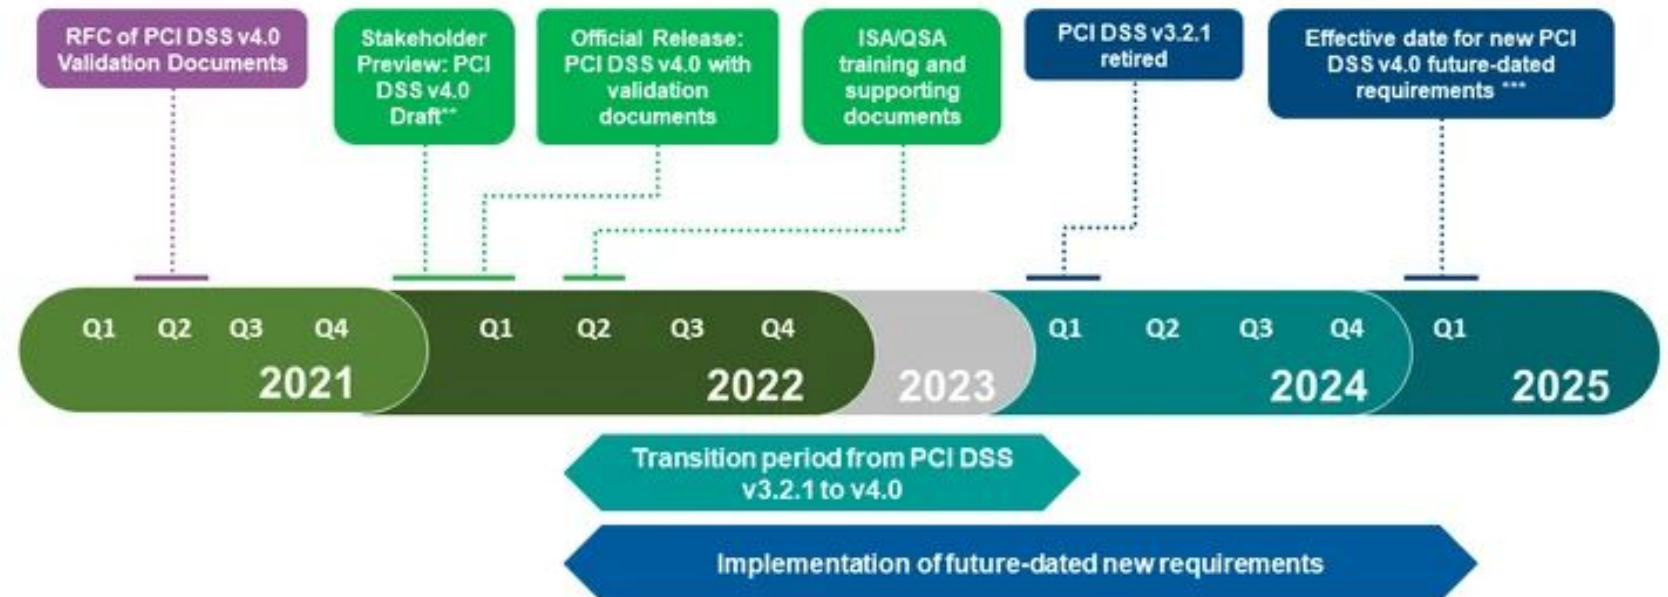 RFC of PCI DSS v4.0
Validation Documents
Stakeholder
Preview: PCI
DSS v4.0
Draft**
Official Release:
PCI DSS v4.0 with
validation
documents
ISA/QSA
training and
supporting
documents
PCI DSS v3.2.1
retired
Effective date for new PCI
DSS v4.0 future-dated
requirements ***
Q1 Q2 Q3 Q4
2021
Q1 Q2 Q3 Q4
2022
2023
Q1 Q2 Q3 Q4
2024
Q1
2025
Transition period from PCI DSS
v3.2.1 to v4.0
Implementation of future-dated new requirements